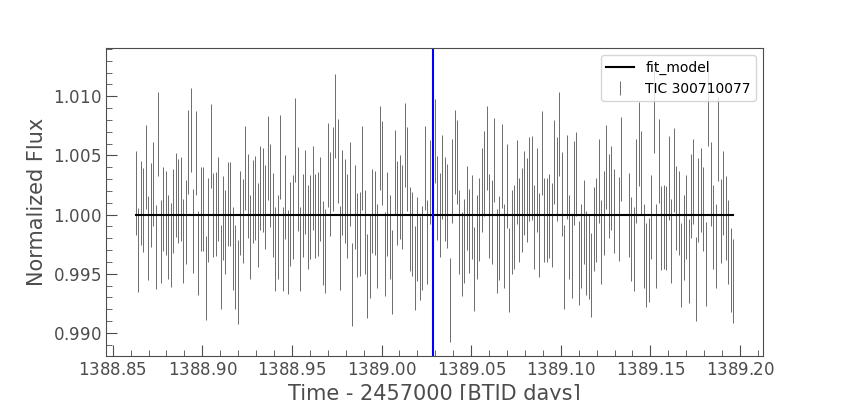 fit_model
TIC 300710077
Normalized Flux
1.010
1.005
1.000
0.995
0.990
1388.85 1388.90 1388.95 1389.00 1389.05 1389.10 1389.15 1389.20
Time - 2457000 [BTJD days]